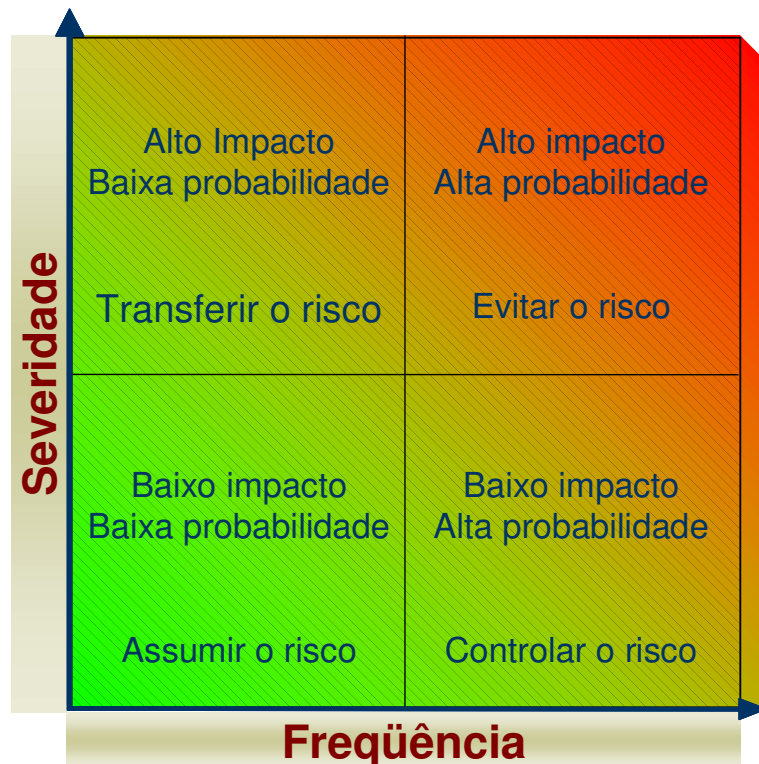 Severidade
Alto Impacto
Baixa probabilidade
Transferir o risco
Alto impacto
Alta probabilidade
Evitar o risco
Baixo impacto
Baixa probabilidade
Assumir o risco
Baixo impacto
Alta probabilidade
Controlar o risco
Freqüência